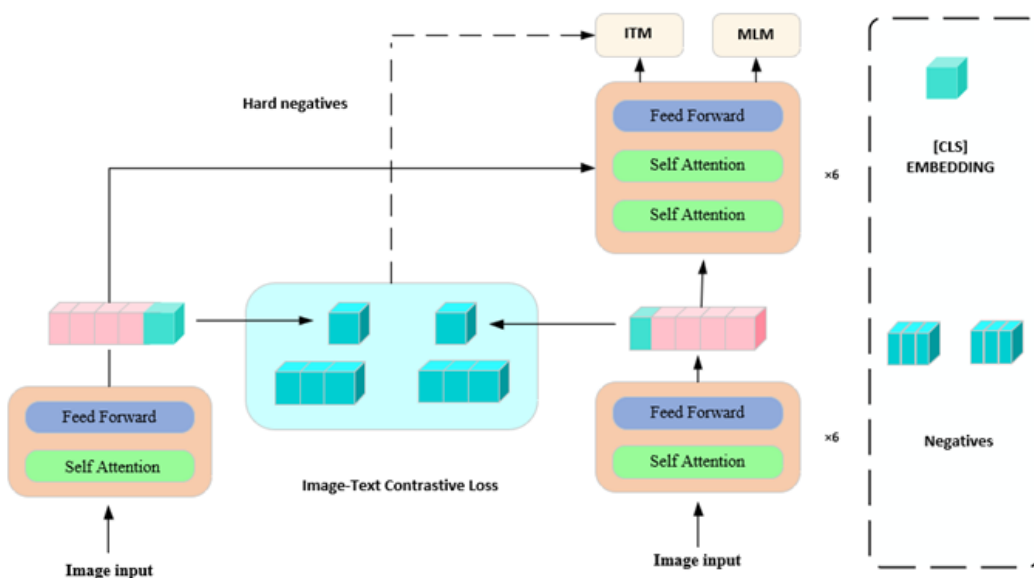 ITM
MLM
Hard negatives
Feed Forward
Self Attention
Self Attention
×6
[CLS]
EMBEDDING
Feed Forward
Self Attention
Image input
Image-Text Contrastive Loss
Feed Forward
Self Attention
×6
Image input
Negatives